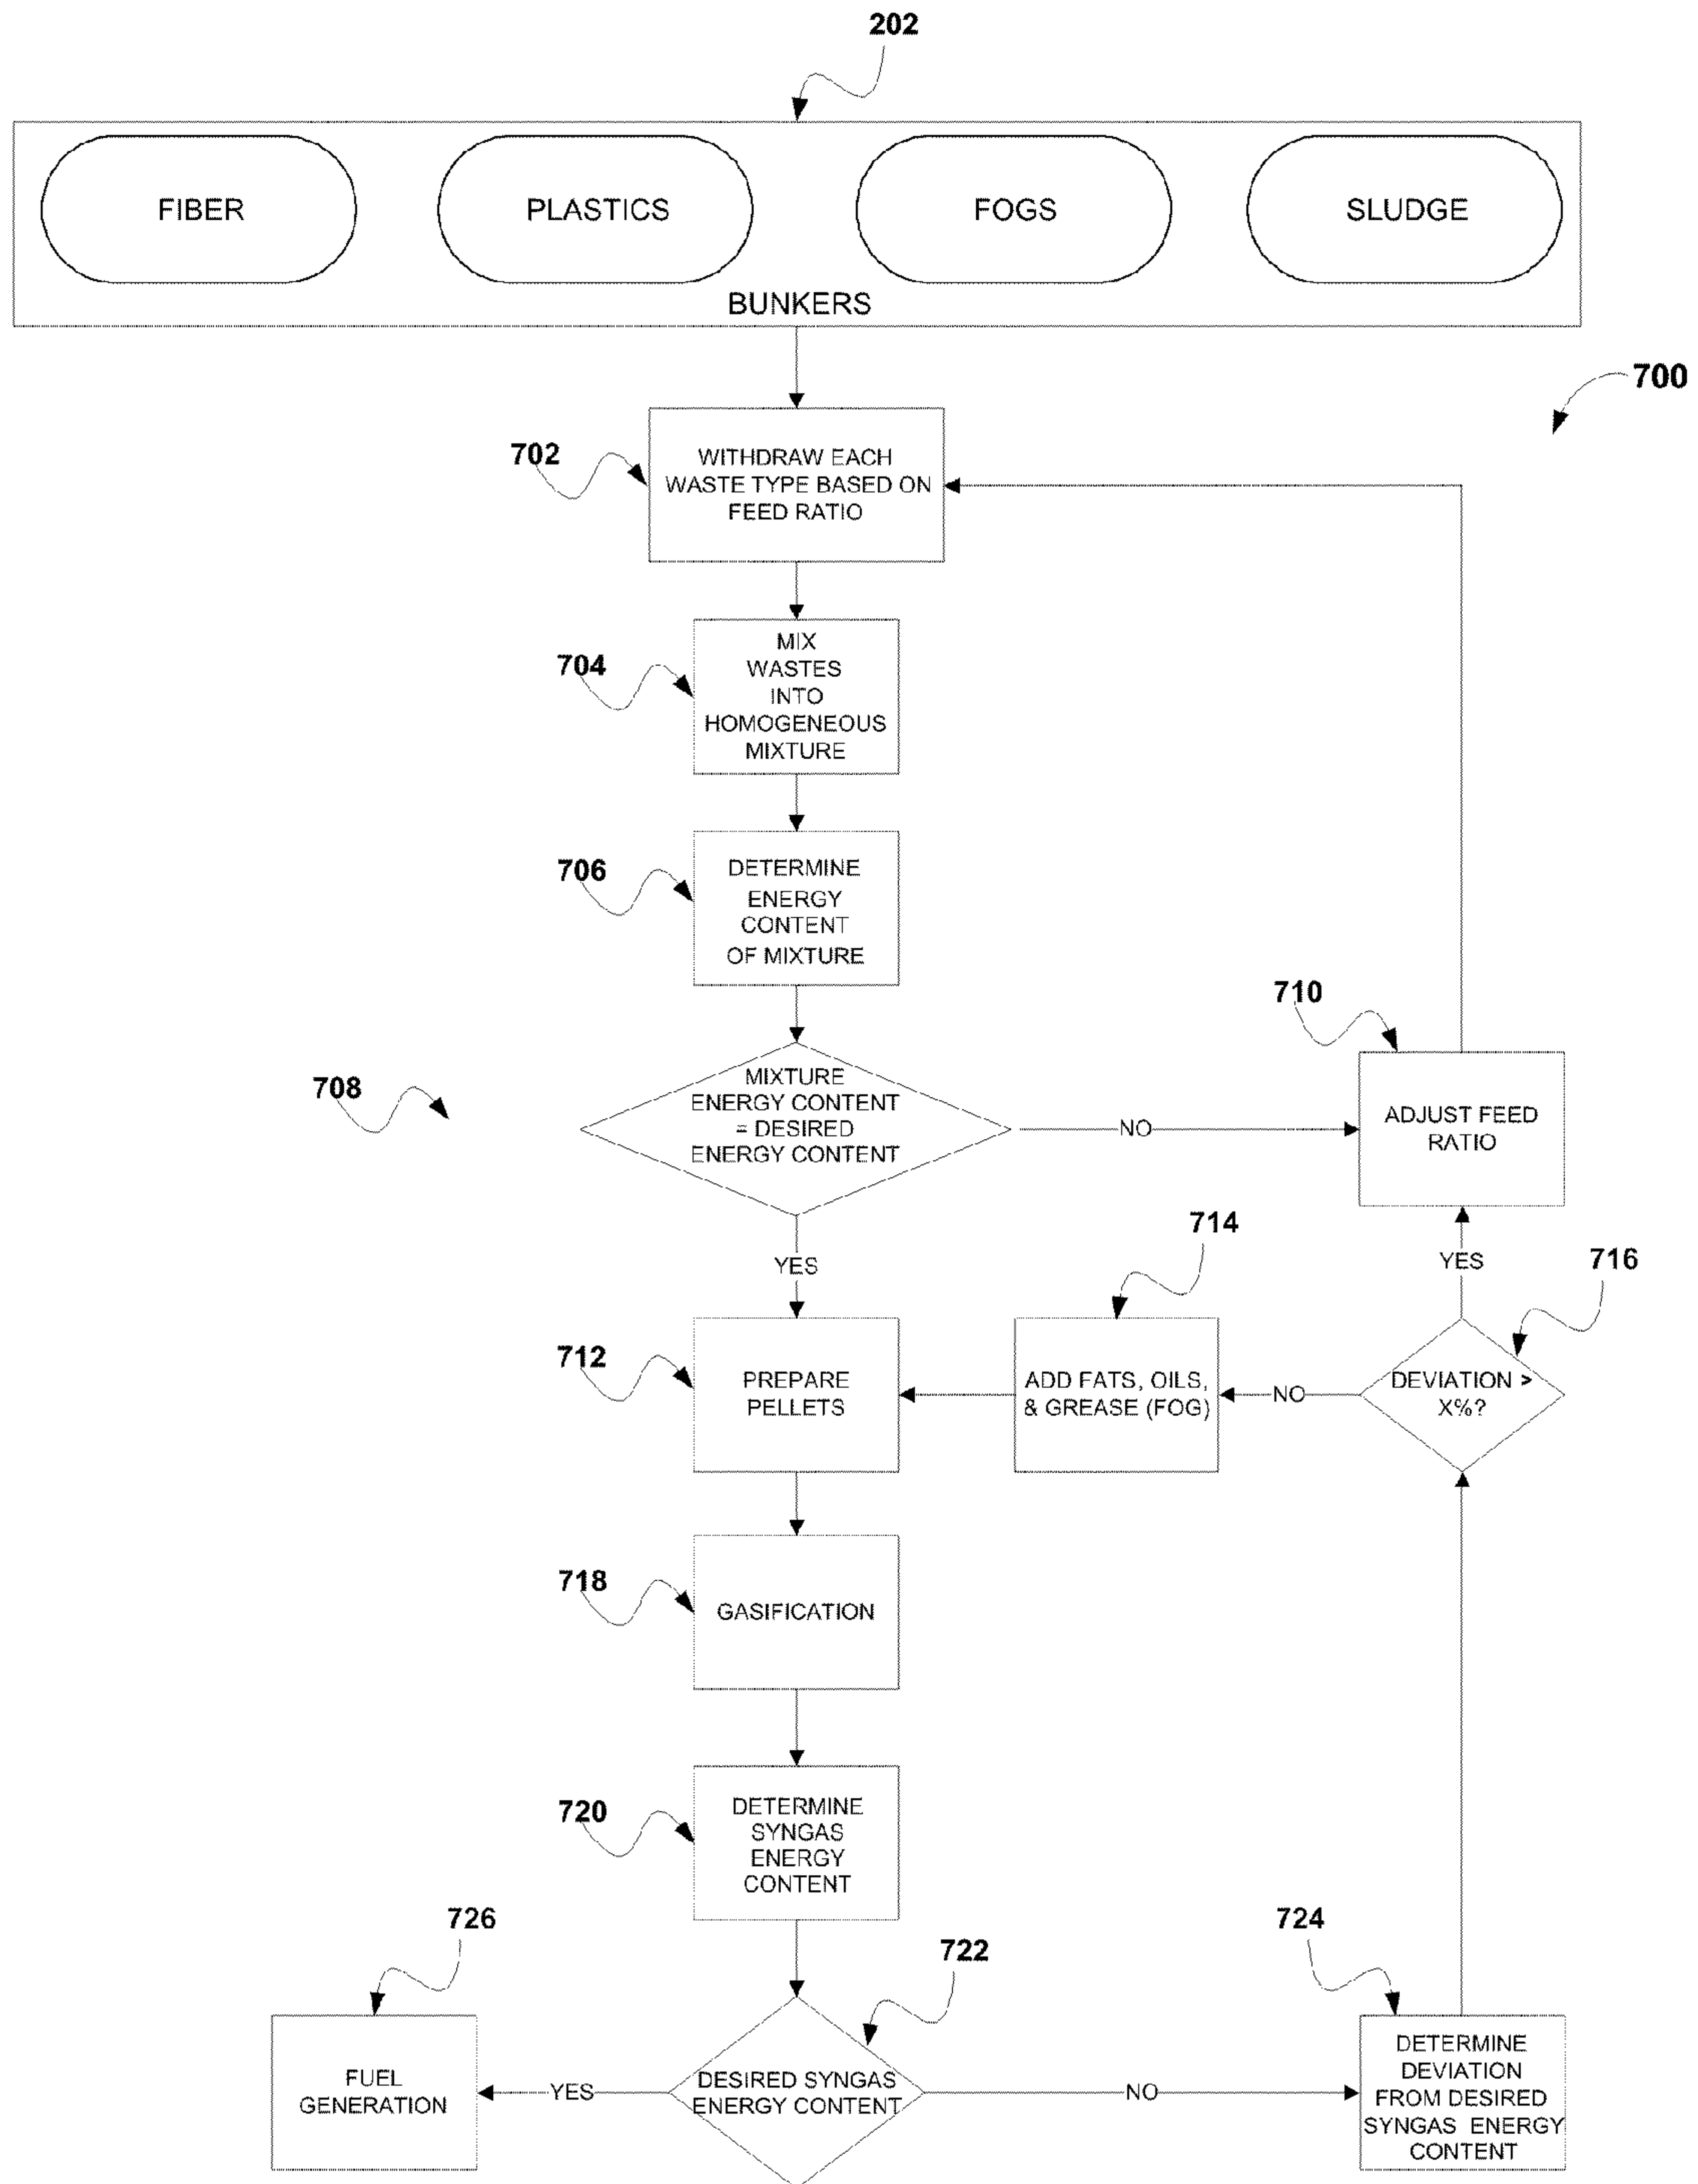 202
FIBER
PLASTICS
FOGS
SLUDGE
BUNKERS
700
702
WITHDRAW EACH
WASTE TYPE BASED ON
FEED RATIO
704
MIX
WASTES
INTO
HOMOGENEOUS
MIXTURE
706
DETERMINE
ENERGY
CONTENT
OF MIXTURE
708
MIXTURE
ENERGY CONTENT
= DESIRED
ENERGY CONTENT
NO
710
ADJUST FEED
RATIO
YES
712
PREPARE
PELLETS
714
ADD FATS, OILS,
& GREASE (FOG)
NO
716
DEVIATION >
X%?
YES
718
GASIFICATION
720
DETERMINE
SYNGAS
ENERGY
CONTENT
722
DESIRED SYNGAS
ENERGY CONTENT
YES
726
FUEL
GENERATION
NO
724
DETERMINE
DEVIATION
FROM DESIRED
SYNGAS ENERGY
CONTENT